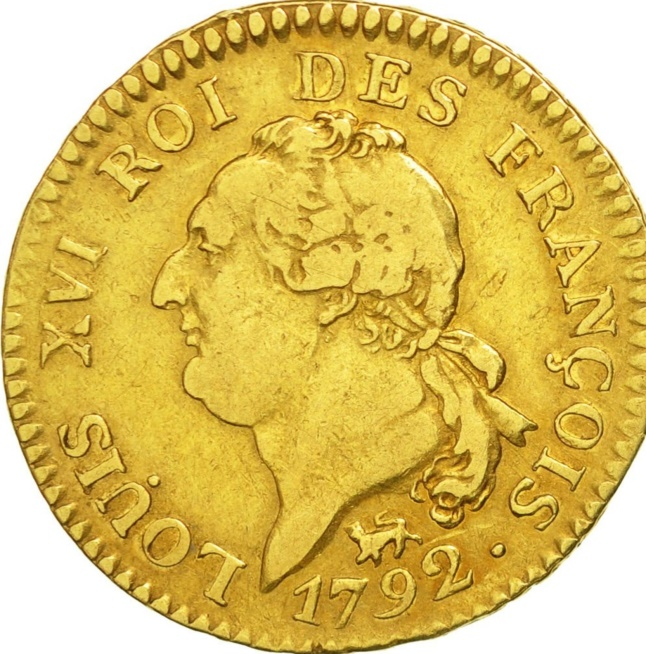 LOUIS XVI ROI DES FRANÇOIS.
1792.